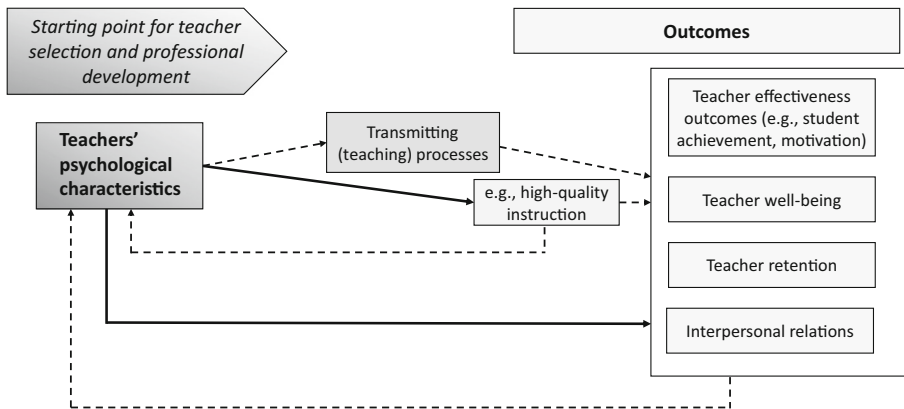 Starting point for teacher
selection and professional
development
Outcomes
Teachers'
psychological
characteristics
Transmitting
(teaching) processes
e.g., high-quality
instruction
Teacher effectiveness
outcomes (e.g., student
achievement, motivation)
Teacher well-being
Teacher retention
Interpersonal relations